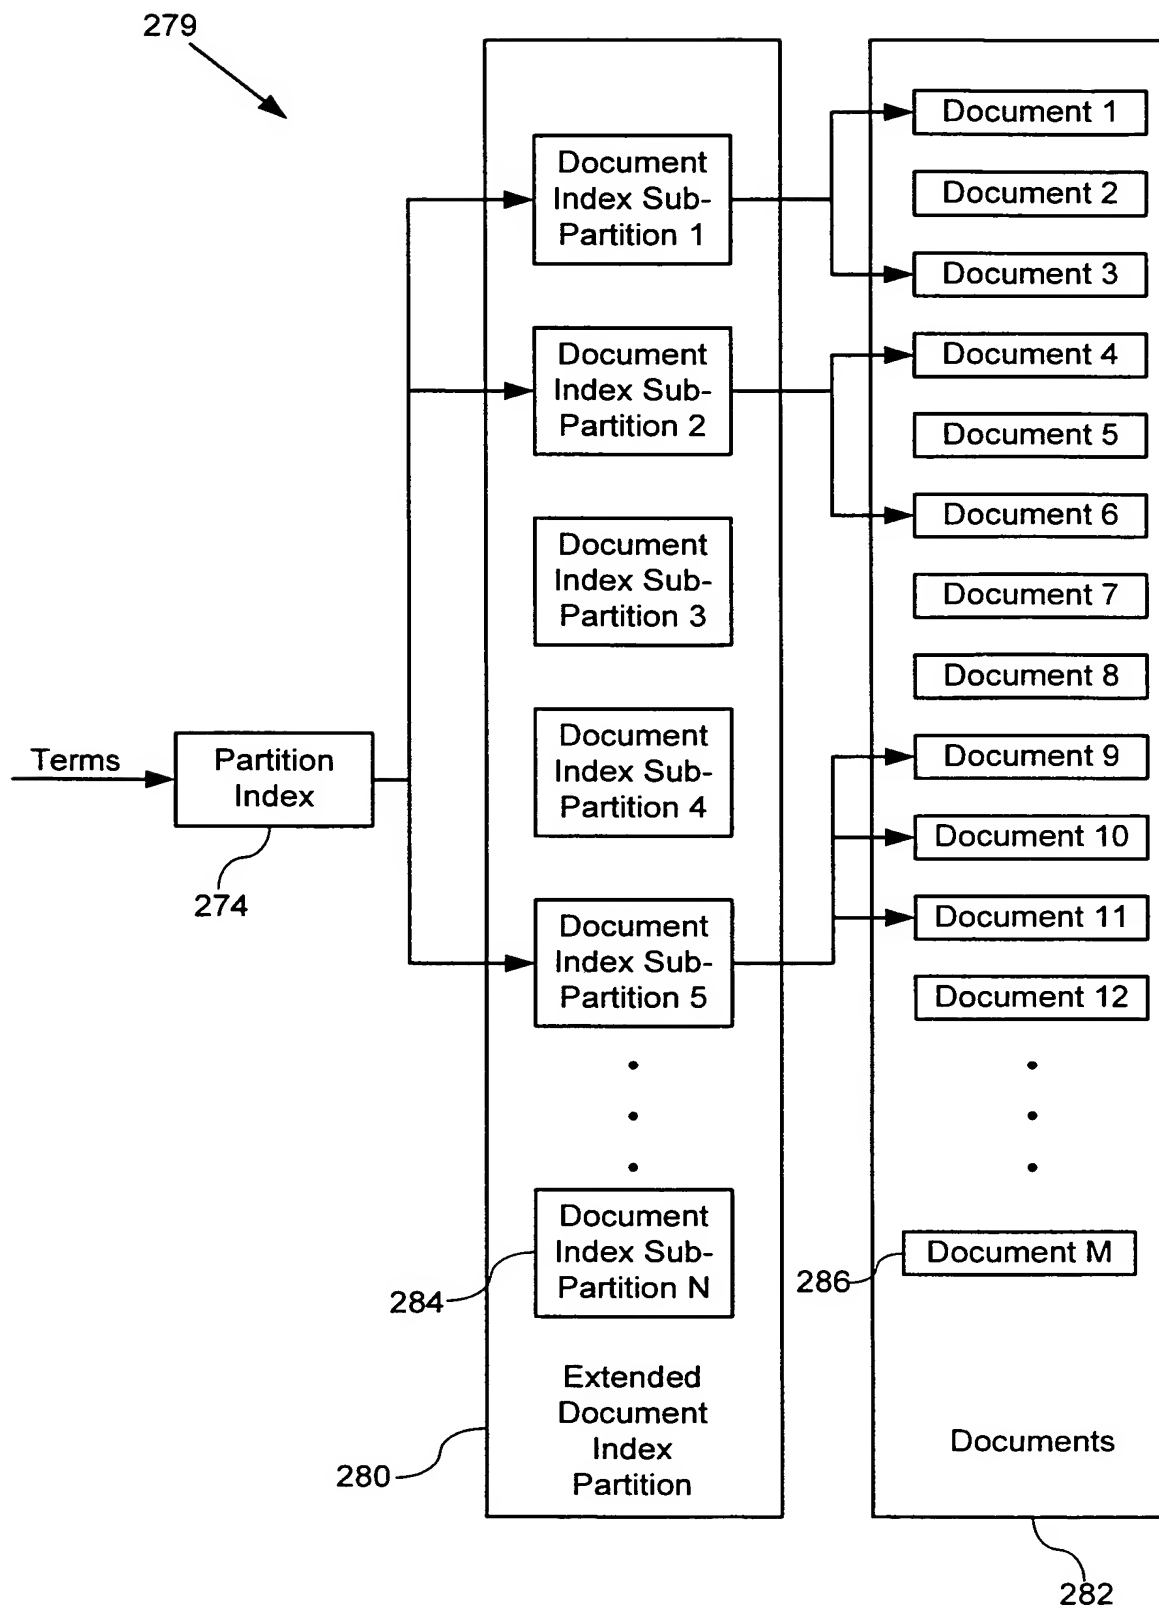 279
Document
Index Sub-
Partition 1
Document
Index Sub-
Partition 2
Document
Index Sub-
Partition 3
Document
Index Sub-
Partition 4
Document
Index Sub-
Partition 5
Document
Index Sub-
Partition N
284
Extended
Document
Index
Partition
280
Terms
Partition
Index
274
Document 1
Document 2
Document 3
Document 4
Document 5
Document 6
Document 7
Document 8
Document 9
Document 10
Document 11
Document 12
Document M
286
Documents
282